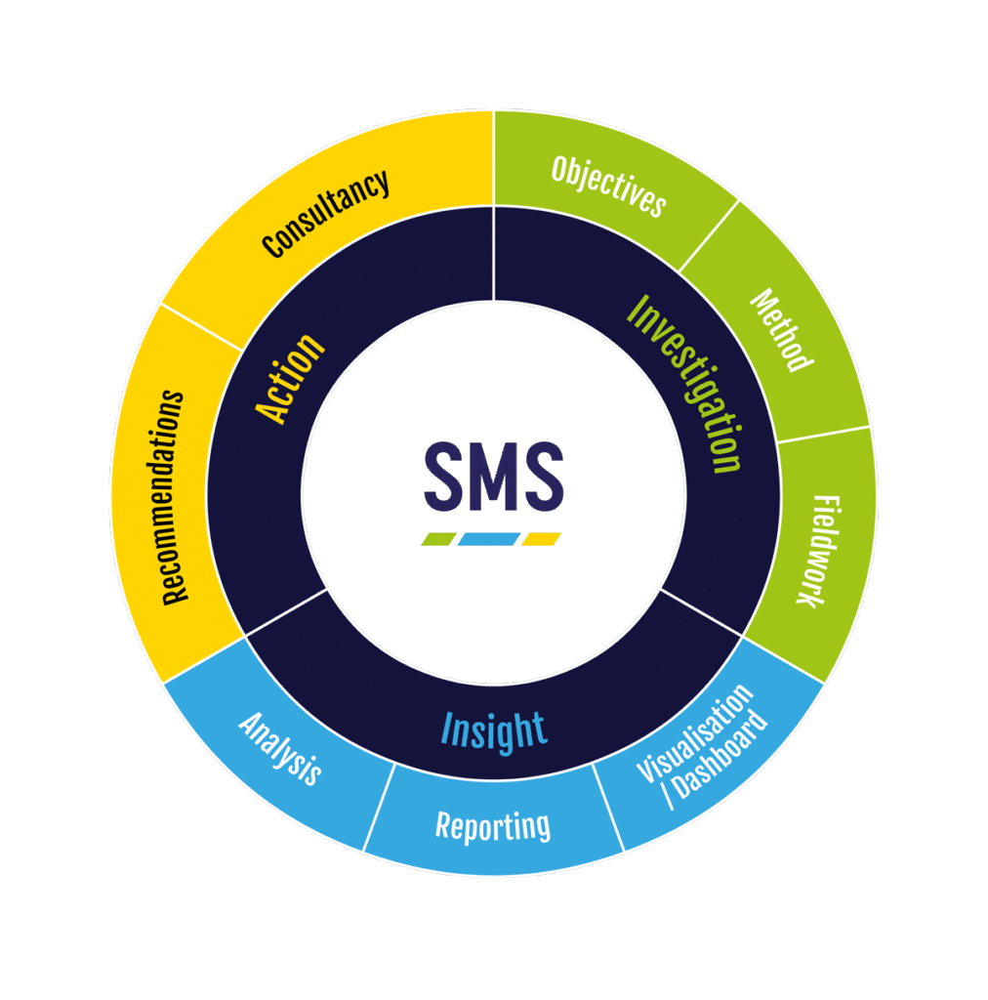 SMS
Investigation
Objectives
Method
Fieldwork
Insight
Visualisation
/ Dashboard
Reporting
Analysis
Action
Recommendations
Consultancy